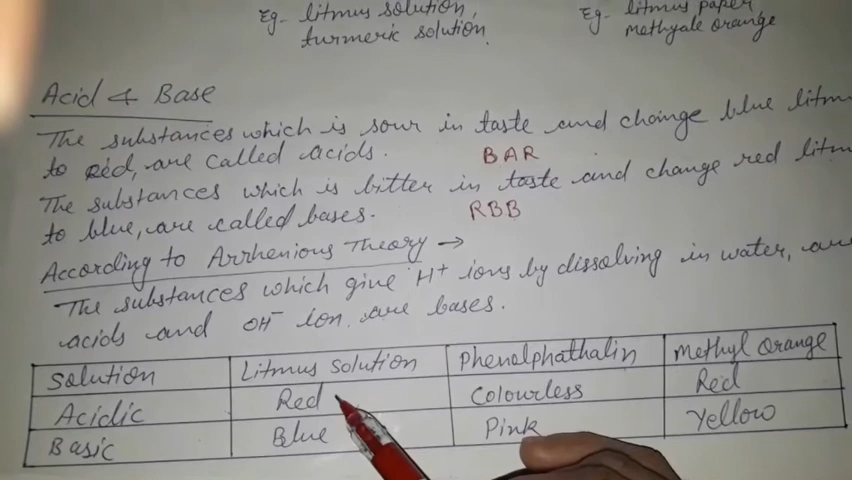 Eg- litmus solution,
turmeric solution.
Eg- litmus paper,
methyale orange
Acid & Base
The substances which is sour in taste and change blue litm
to red, are called acids. BAR
The substances which is bitter in taste and change red litm
to blue, are called bases. RBB
According to Arrhenious Theory →
The substances which give H+ ions by dissolving in water, are
acids and OH- ion are bases.
Solution Litmus Solution Phenolphathalin Methyl Orange
Acidic Red Colourless Red
Basic Blue Pink Yellow